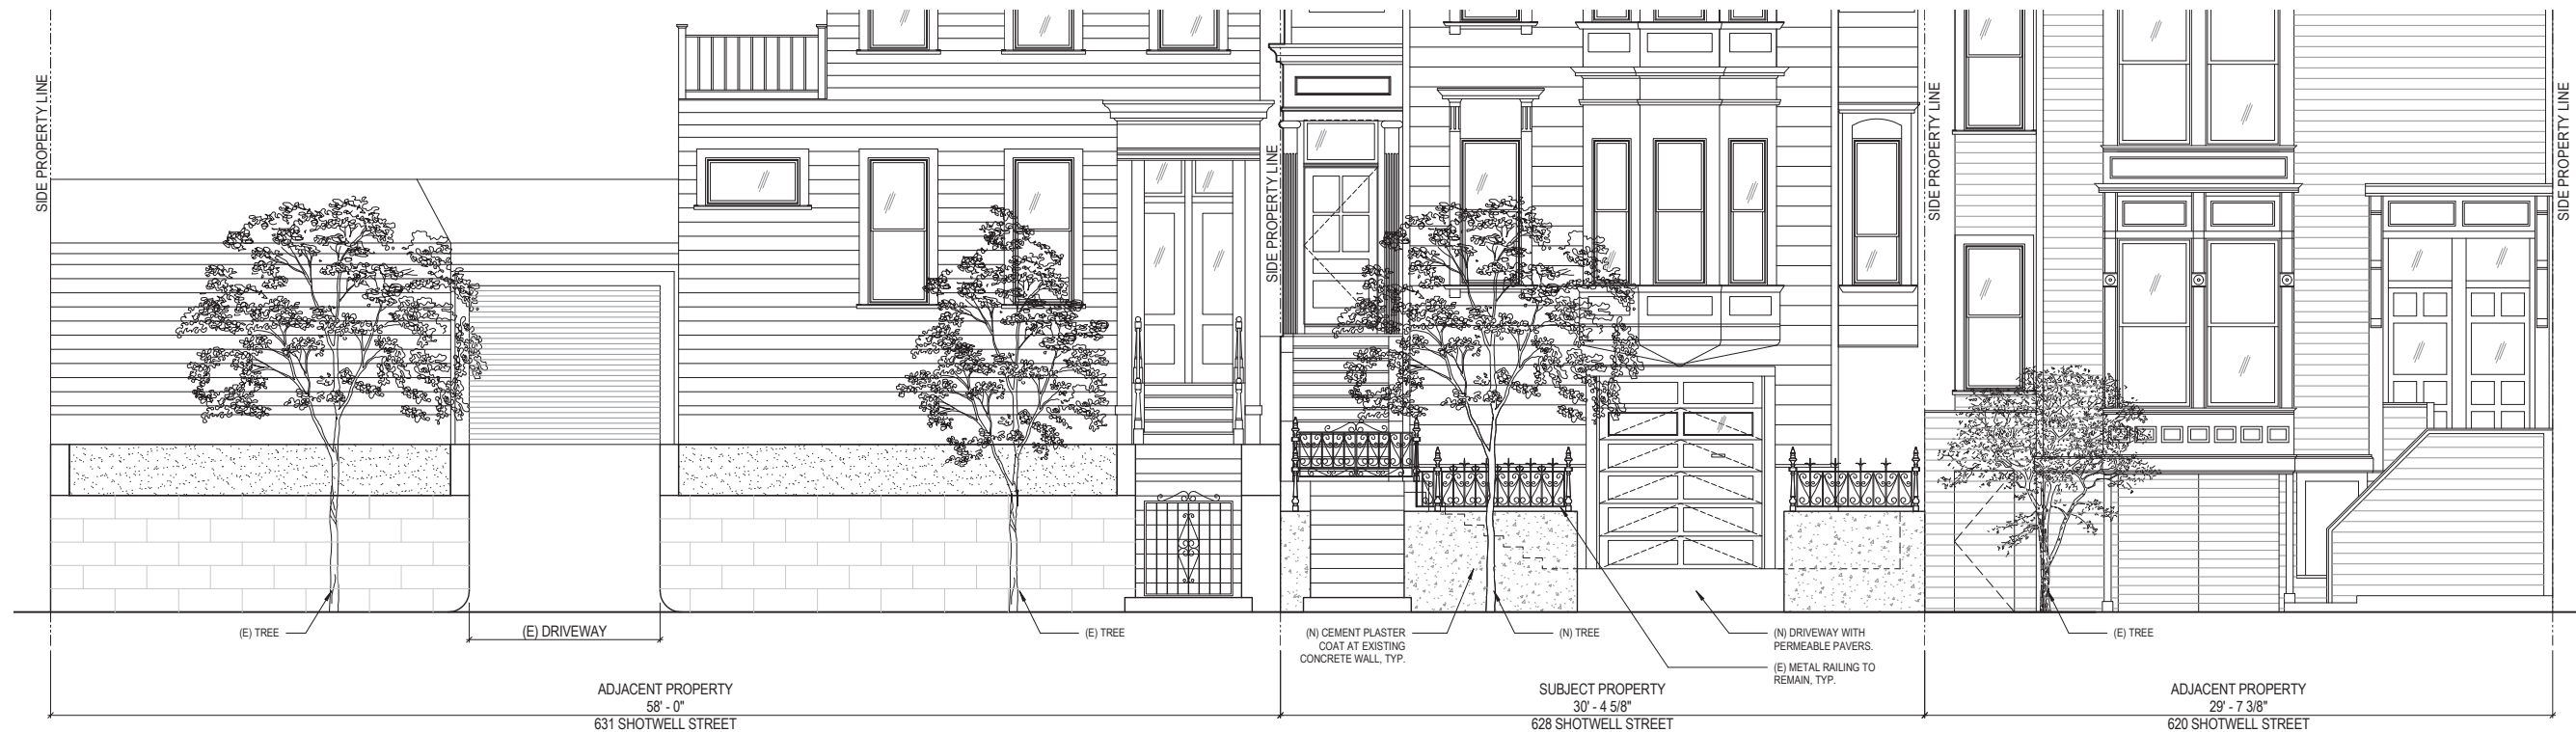 SIDE PROPERTY LINE
SIDE PROPERTY LINE
SIDE PROPERTY LINE
SIDE PROPERTY LINE
(E) TREE
(E) DRIVEWAY
(E) TREE
(N) CEMENT PLASTER
COAT AT EXISTING
CONCRETE WALL, TYP.
(N) TREE
(N) DRIVEWAY WITH
PERMEABLE PAVERS.
(E) METAL RAILING TO
REMAIN, TYP.
(E) TREE
ADJACENT PROPERTY
58' - 0"
631 SHOTWELL STREET
SUBJECT PROPERTY
30' - 4 5/8"
628 SHOTWELL STREET
ADJACENT PROPERTY
29' - 7 3/8"
620 SHOTWELL STREET